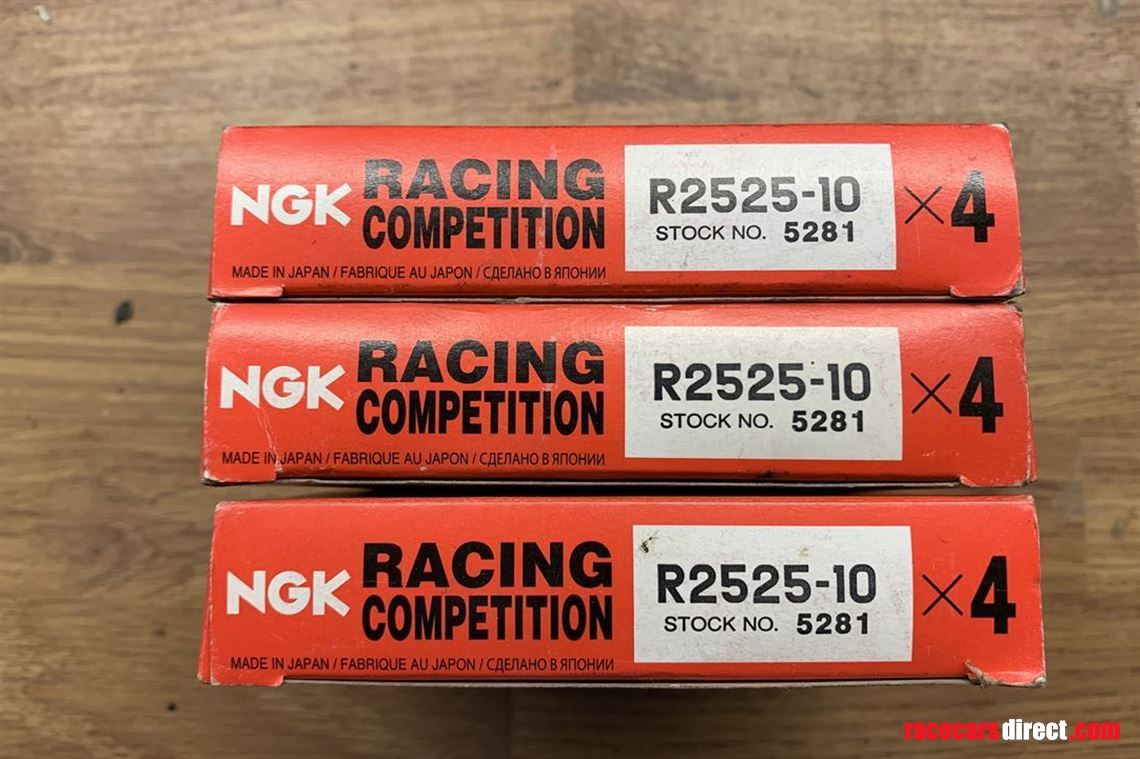 NGK RACING COMPETITION R2525-10 ×4
STOCK NO. 5281
MADE IN JAPAN / FABRIQUE AU JAPON / СДЕЛАНО В ЯПОНИИ
NGK RACING COMPETITION R2525-10 ×4
STOCK NO. 5281
MADE IN JAPAN / FABRIQUE AU JAPON / СДЕЛАНО В ЯПОНИИ
NGK RACING COMPETITION R2525-10 ×4
STOCK NO. 5281
MADE IN JAPAN / FABRIQUE AU JAPON / СДЕЛАНО В ЯПОНИИ
racecarsdirect.com